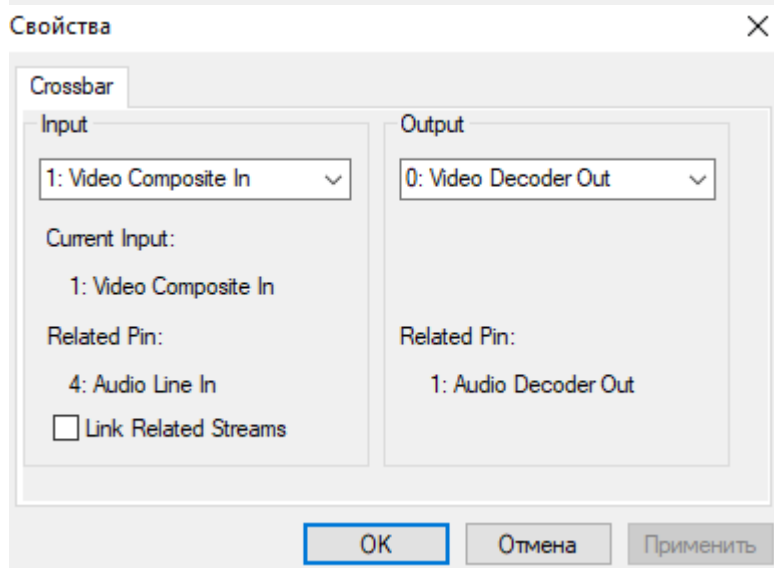 Свойства
Crossbar
Input
1: Video Composite In
Current Input:
1: Video Composite In
Related Pin:
4: Audio Line In
Link Related Streams
Output
0: Video Decoder Out
Related Pin:
1: Audio Decoder Out
OK
Отмена
Применить